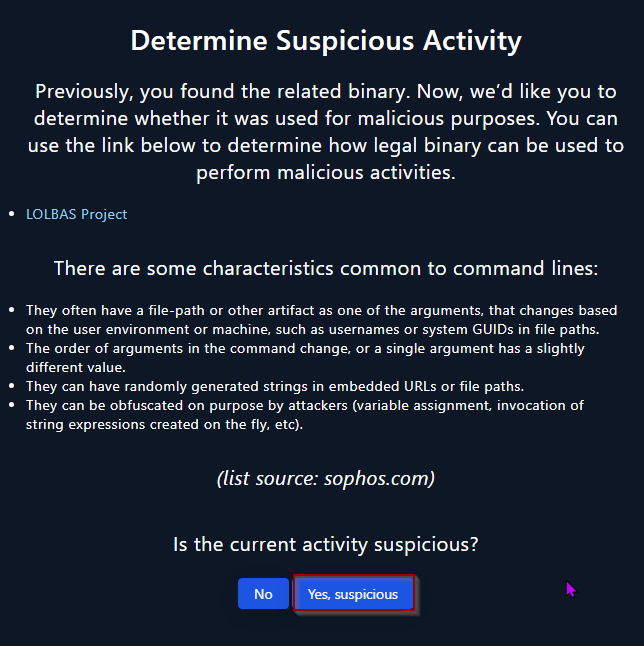 Determine Suspicious Activity
Previously, you found the related binary. Now, we’d like you to
determine whether it was used for malicious purposes. You can
use the link below to determine how legal binary can be used to
perform malicious activities.
LOLBAS Project
There are some characteristics common to command lines:
They often have a file-path or other artifact as one of the arguments, that changes based
on the user environment or machine, such as usernames or system GUIDs in file paths.
The order of arguments in the command change, or a single argument has a slightly
different value.
They can have randomly generated strings in embedded URLs or file paths.
They can be obfuscated on purpose by attackers (variable assignment, invocation of
string expressions created on the fly, etc).
(list source: sophos.com)
Is the current activity suspicious?
No
Yes, suspicious